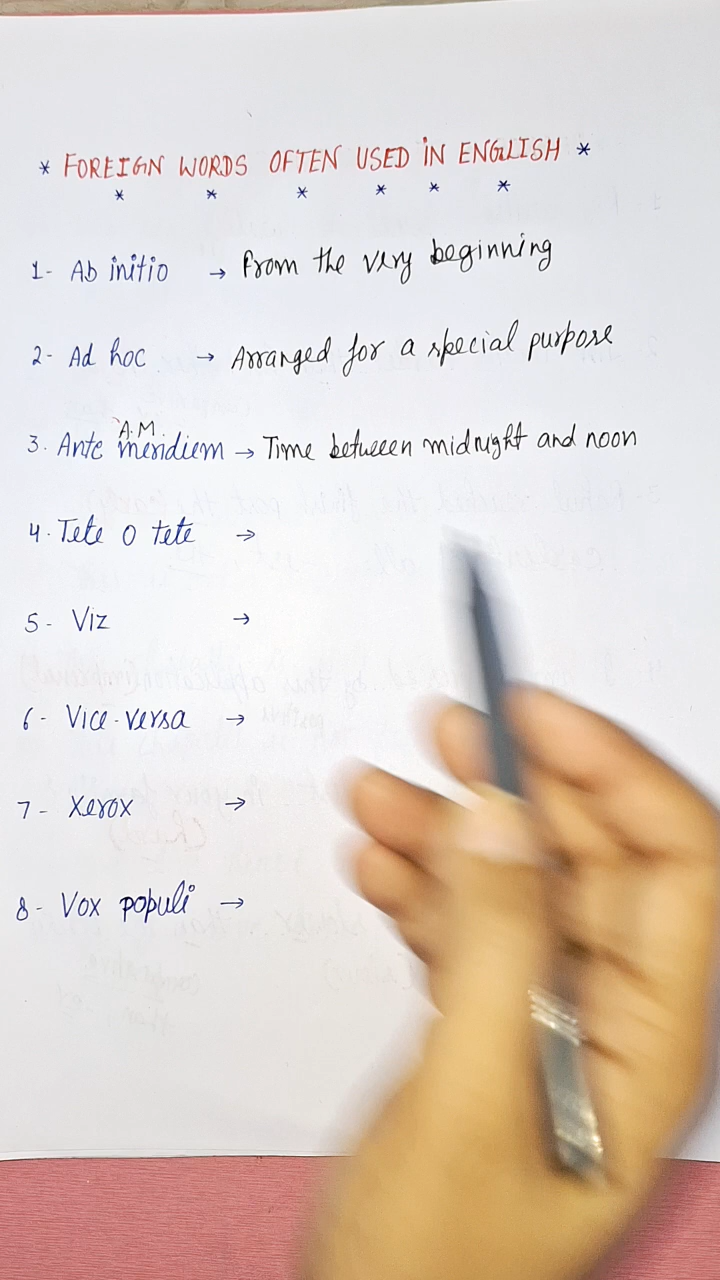 * FOREIGN WORDS OFTEN USED IN ENGLISH *
* * * * * *
1- Ab initio → From the very beginning
2- Ad hoc → Arranged for a special purpose
A.M
3. Ante meridiem → Time between midnight and noon
4. Tete O tete →
5- Viz →
6- Vice-versa →
7- Xerox →
8- Vox populi →